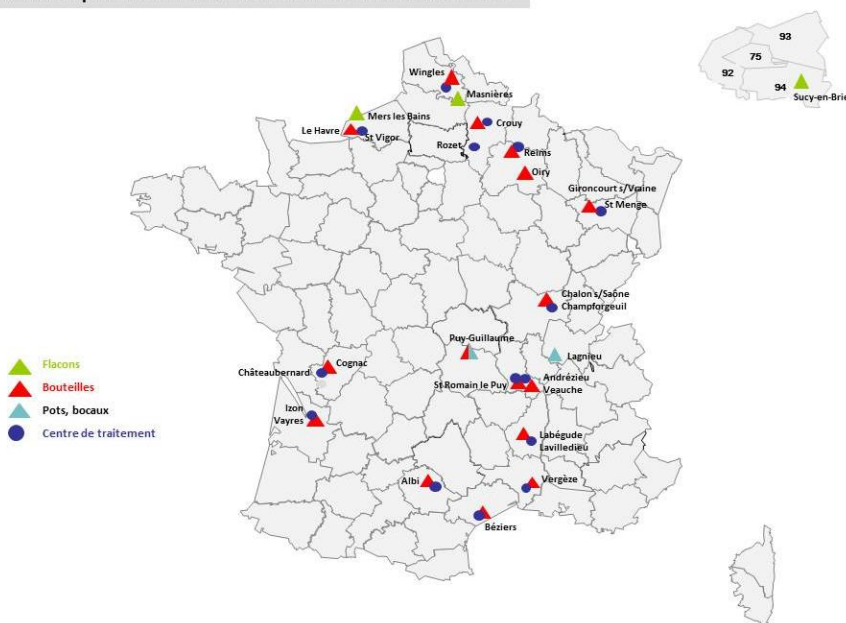 93
75
92
94
Sucy-en-Brie
Wingles
Masnières
Mers les Bains
Le Havre
St Vigor
Crouy
Rozet
Reims
Oiry
Gironcourt s/Vraine
St Menge
Chalon s/Saône
Champforgeuil
Puy-Guillaume
Lagnieu
Châteaubernard
Cognac
St Romain le Puy
Andrézieu
Veauche
Izon
Vayres
Labégude
Lavilledieu
Albi
Vergèze
Béziers
Flacons
Bouteilles
Pots, bocaux
Centre de traitement